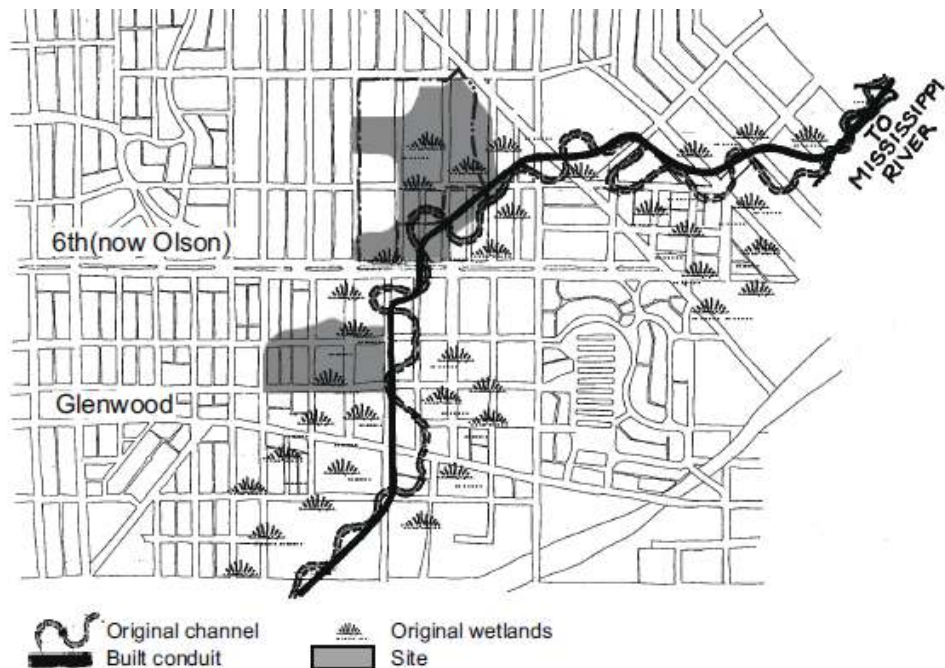 TO
MISSISSIPPI
RIVER
6th(now Olson)
Glenwood
Original channel
Built conduit
Original wetlands
Site